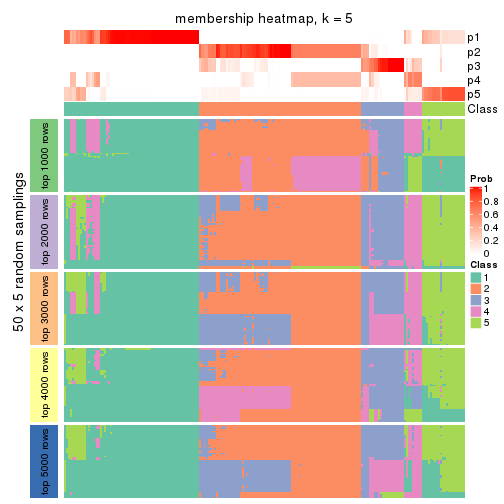 membership heatmap, k = 5
p1
p2
p3
p4
p5
Class
50 x 5 random samplings
top 1000 rows
top 2000 rows
top 3000 rows
top 4000 rows
top 5000 rows
Prob
1
0.8
0.6
0.4
0.2
0
Class
1
2
3
4
5